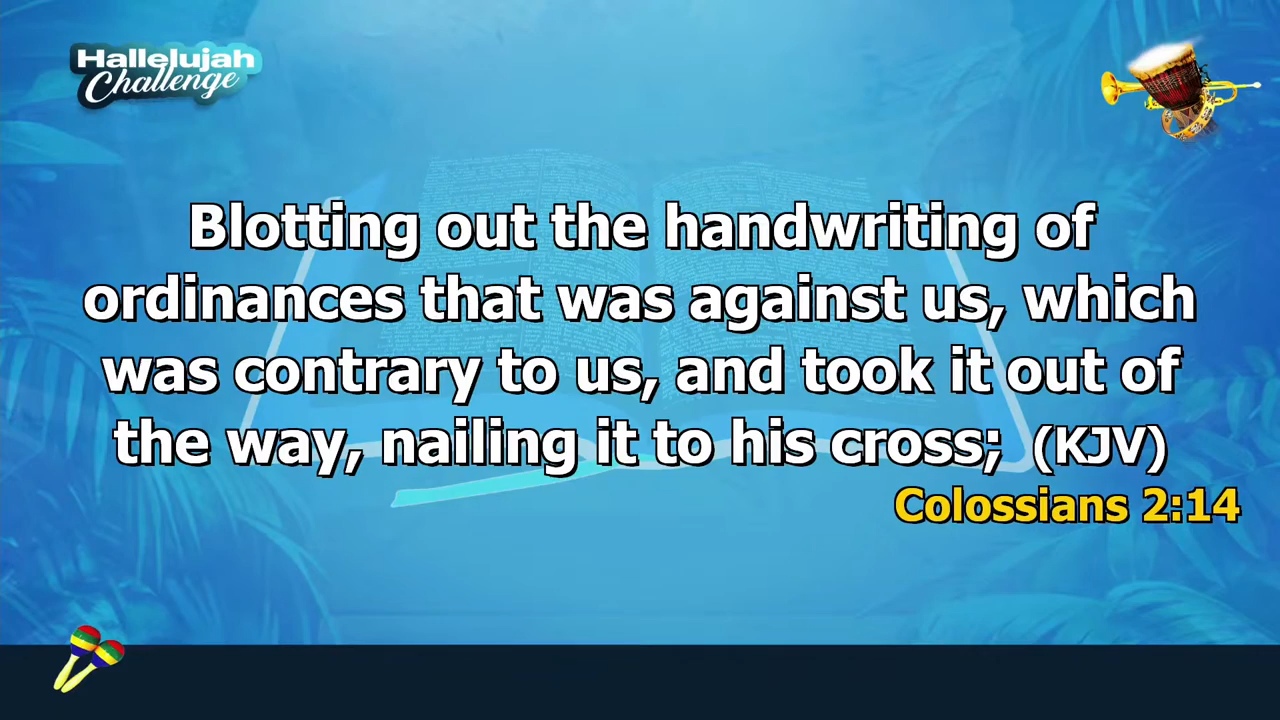 Hallelujah
Challenge
Blotting out the handwriting of
ordinances that was against us, which
was contrary to us, and took it out of
the way, nailing it to his cross; (KJV)
Colossians 2:14